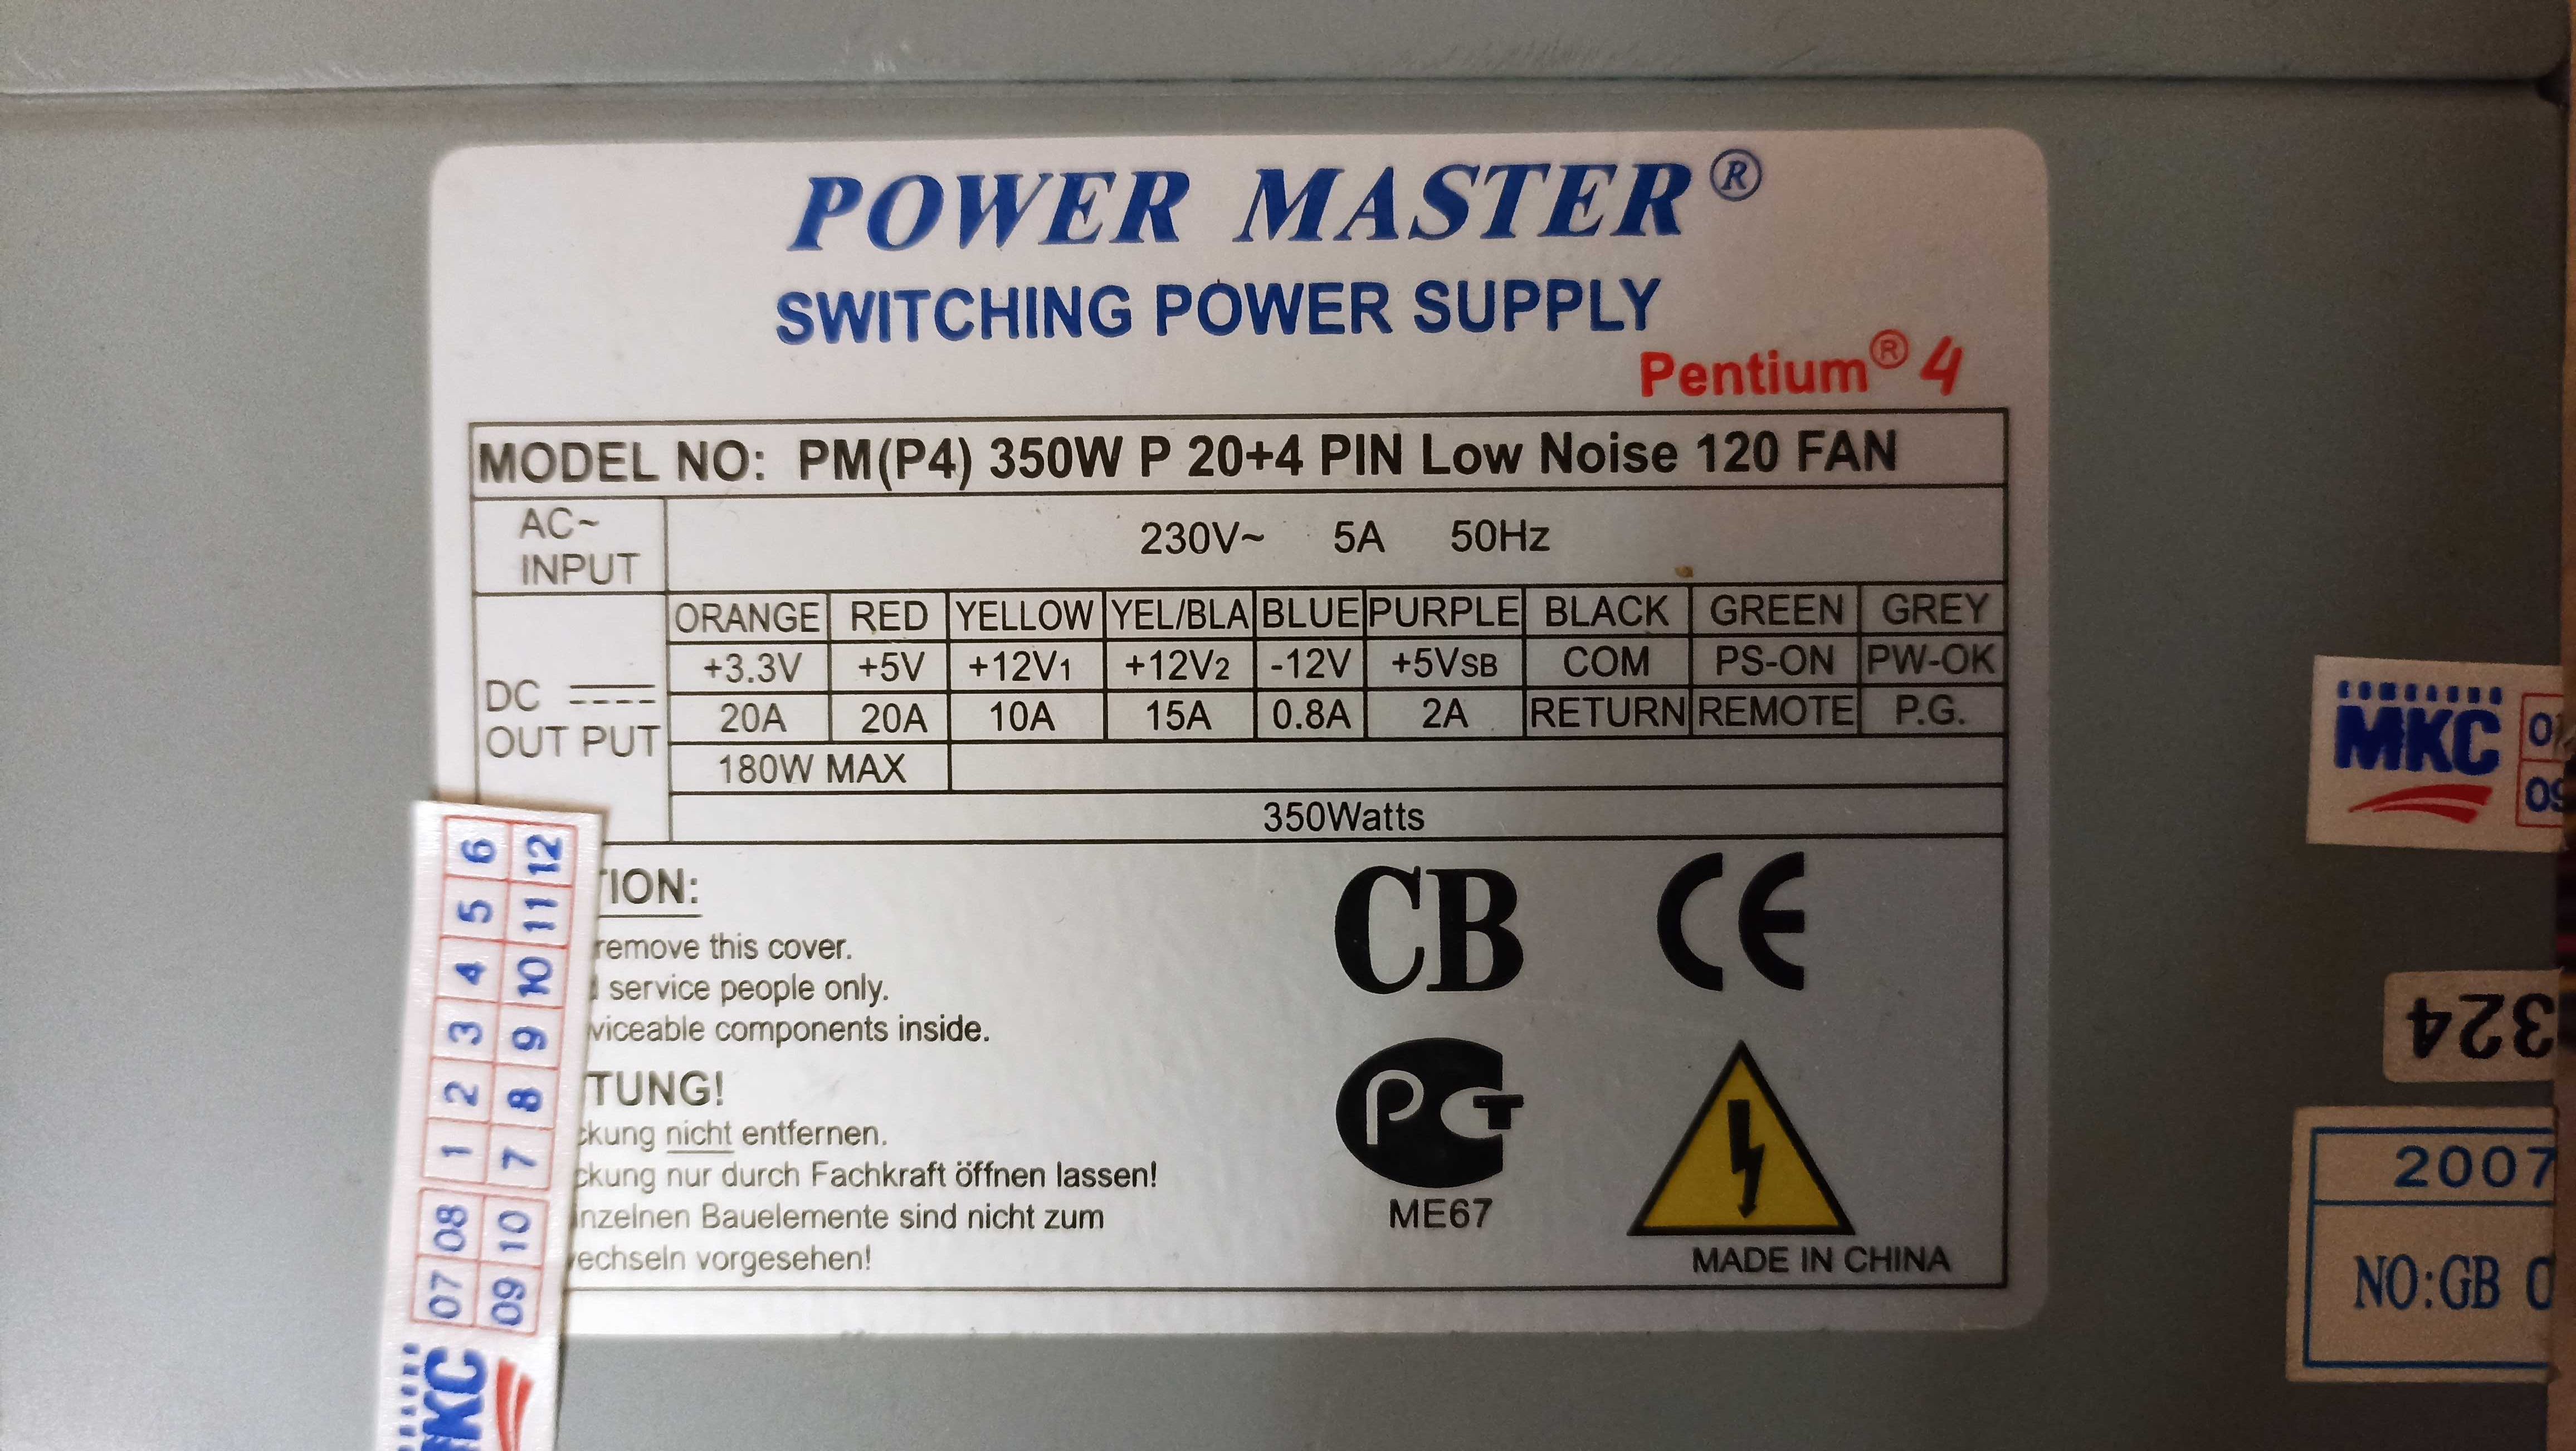 POWER MASTER®
SWITCHING POWER SUPPLY
Pentium® 4
MODEL NO: PM(P4) 350W P 20+4 PIN Low Noise 120 FAN
AC~ INPUT 230V~ 5A 50Hz
DC OUT PUT
ORANGE RED YELLOW YEL/BLA BLUE PURPLE BLACK GREEN GREY
+3.3V +5V +12V1 +12V2 -12V +5VSB COM PS-ON PW-OK
20A 20A 10A 15A 0.8A 2A RETURN REMOTE P.G.
180W MAX
350Watts
TION:
remove this cover.
service people only.
viceable components inside.
TUNG!
ckung nicht entfernen.
ckung nur durch Fachkraft öffnen lassen!
inzelnen Bauelemente sind nicht zum
echseln vorgesehen!
CB CE
PCT
ME67
MADE IN CHINA
MKC
07 08 1 2 3 4 5 6
09 10 7 8 9 10 11 12
MKC
324
2007
NO:GB